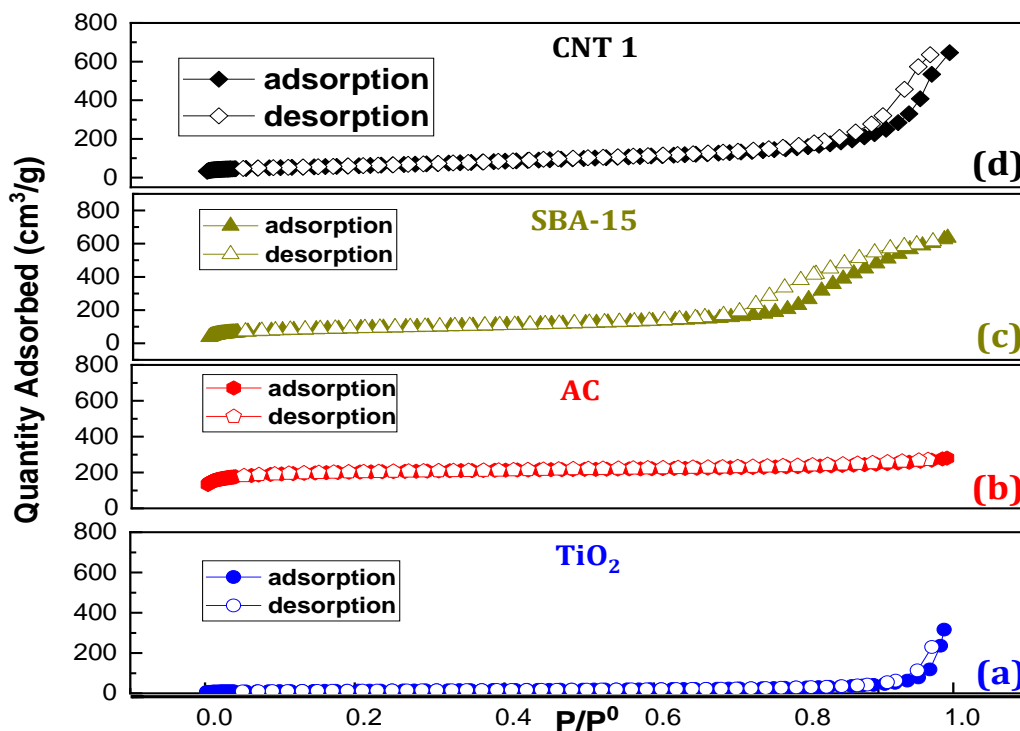 Quantity Adsorbed (cm³/g)
CNT 1
adsorption
desorption
800
600
400
200
0
(d)
SBA-15
adsorption
desorption
800
600
400
200
0
(c)
AC
adsorption
desorption
800
600
400
200
0
(b)
TiO₂
adsorption
desorption
800
600
400
200
0
(a)
0.0 0.2 0.4 0.6 0.8 1.0
P/P⁰